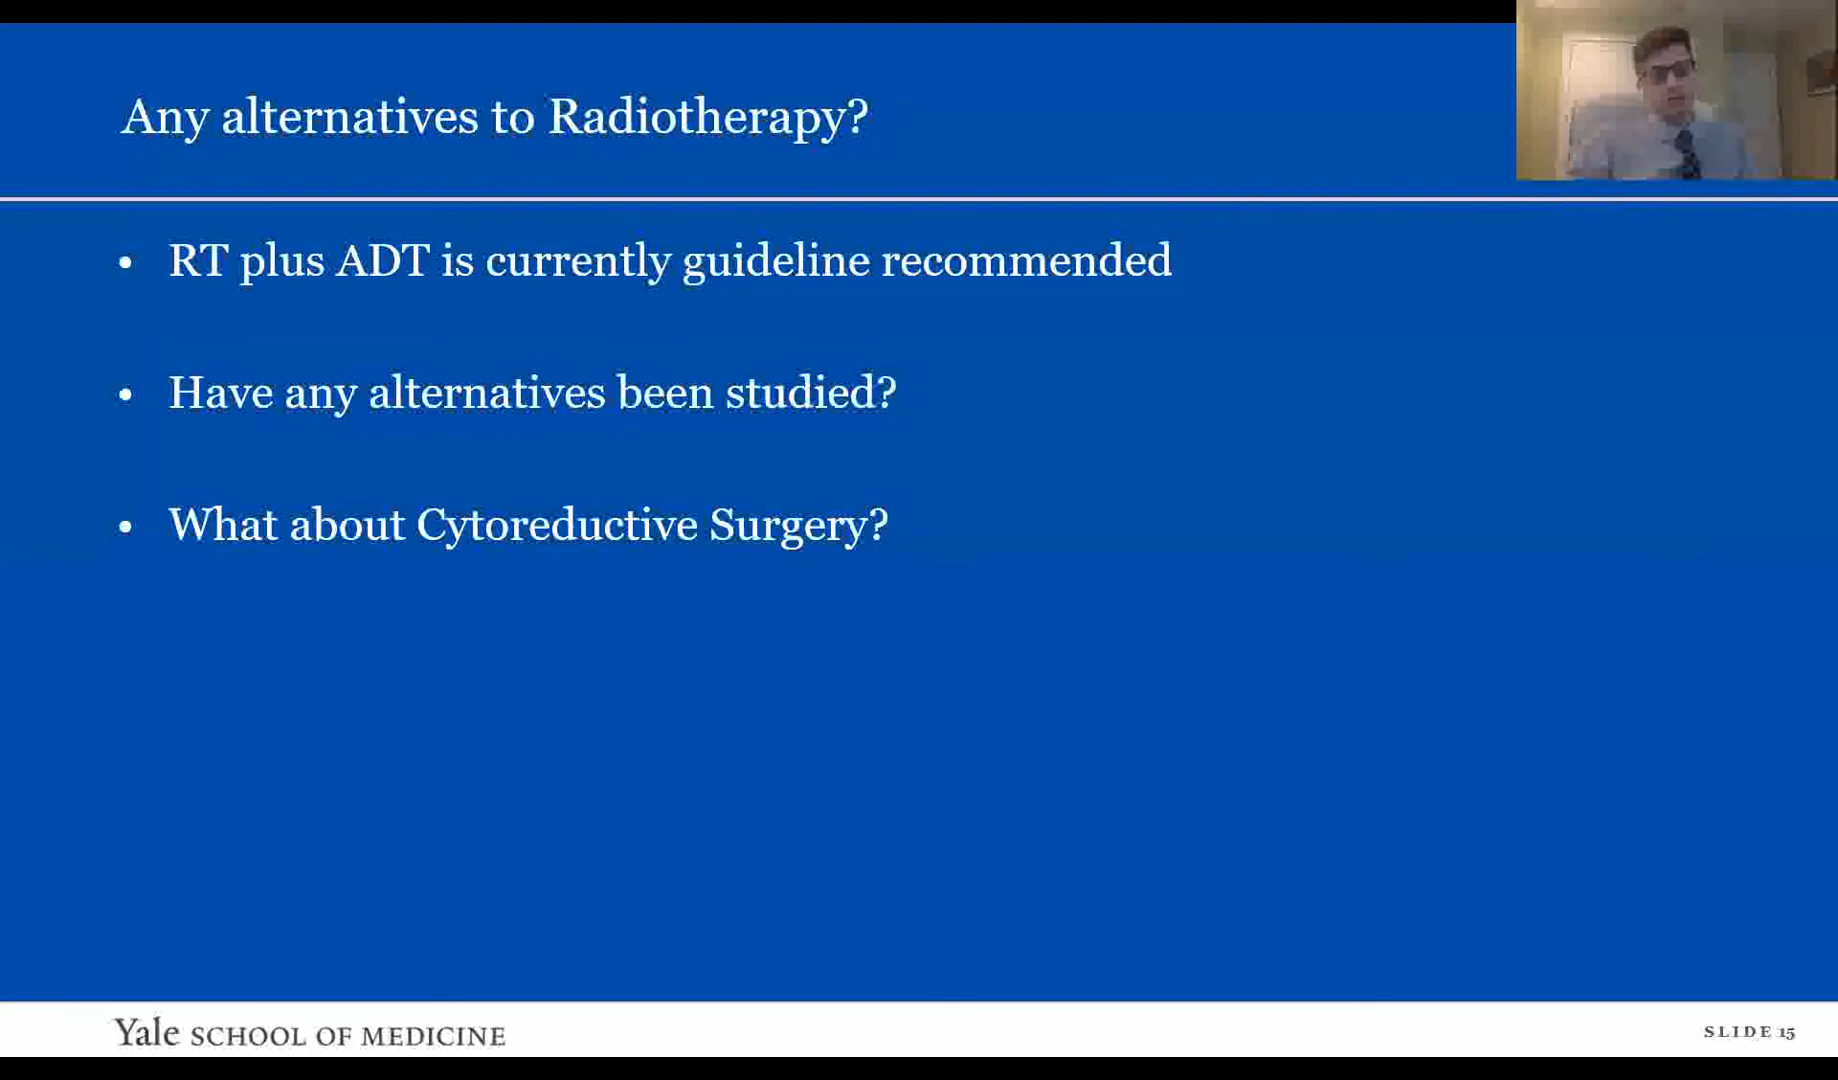 Any alternatives to Radiotherapy?
• RT plus ADT is currently guideline recommended
• Have any alternatives been studied?
• What about Cytoreductive Surgery?
Yale SCHOOL OF MEDICINE
SLIDE 15